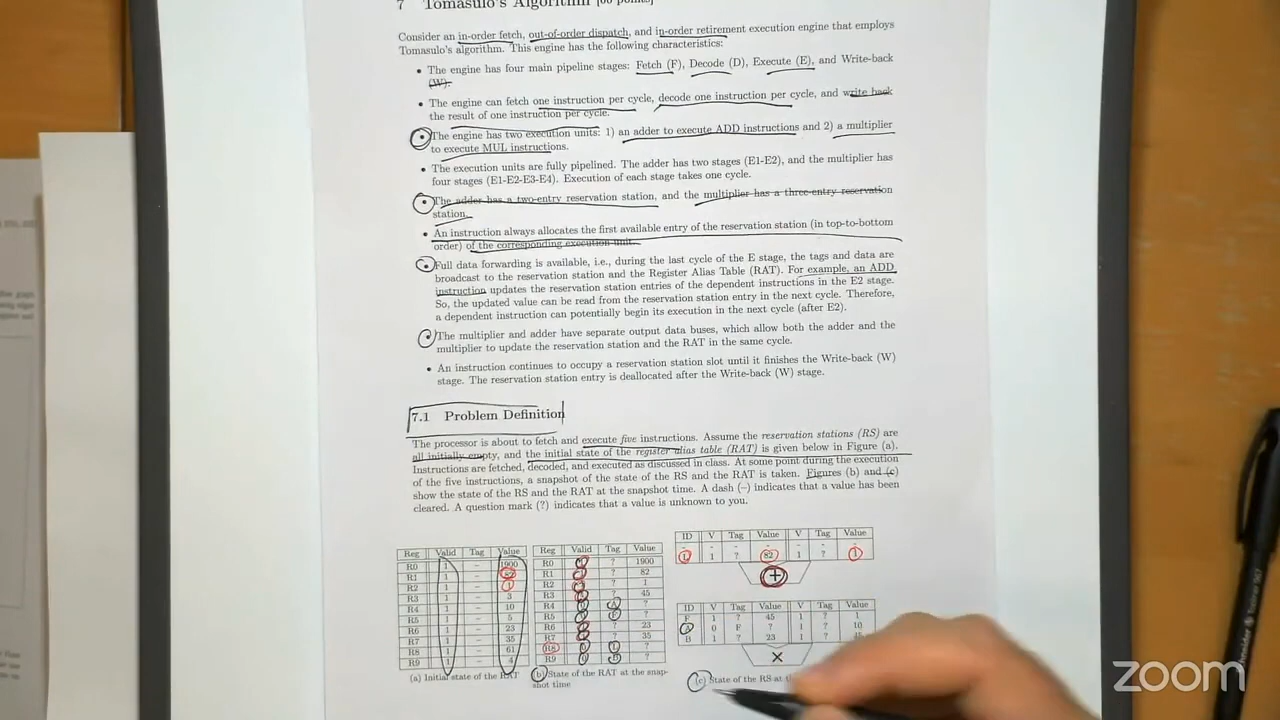 7 Tomasulo's Algorithm [60 points]
Consider an in-order fetch, out-of-order dispatch, and in-order retirement execution engine that employs
Tomasulo's algorithm. This engine has the following characteristics:
• The engine has four main pipeline stages: Fetch (F), Decode (D), Execute (E), and Write-back
(W).
• The engine can fetch one instruction per cycle, decode one instruction per cycle, and write back
the result of one instruction per cycle.
• The engine has two execution units: 1) an adder to execute ADD instructions and 2) a multiplier
to execute MUL instructions.
• The execution units are fully pipelined. The adder has two stages (E1-E2), and the multiplier has
four stages (E1-E2-E3-E4). Execution of each stage takes one cycle.
• The adder has a two-entry reservation station, and the multiplier has a three-entry reservation
station.
• An instruction always allocates the first available entry of the reservation station (in top-to-bottom
order) of the corresponding execution unit.
• Full data forwarding is available, i.e., during the last cycle of the E stage, the tags and data are
broadcast to the reservation station and the Register Alias Table (RAT). For example, an ADD
instruction updates the reservation station entries of the dependent instructions in the E2 stage.
So, the updated value can be read from the reservation station entry in the next cycle. Therefore,
a dependent instruction can potentially begin its execution in the next cycle (after E2).
• The multiplier and adder have separate output data buses, which allow both the adder and the
multiplier to update the reservation station and the RAT in the same cycle.
• An instruction continues to occupy a reservation station slot until it finishes the Write-back (W)
stage. The reservation station entry is deallocated after the Write-back (W) stage.
7.1 Problem Definition
The processor is about to fetch and execute five instructions. Assume the reservation stations (RS) are
all initially empty, and the initial state of the register alias table (RAT) is given below in Figure (a).
Instructions are fetched, decoded, and executed as discussed in class. At some point during the execution
of the five instructions, a snapshot of the state of the RS and the RAT is taken. Figures (b) and (c)
show the state of the RS and the RAT at the snapshot time. A dash (–) indicates that a value has been
cleared. A question mark (?) indicates that a value is unknown to you.
Reg Valid Tag Value
R0 1 – 1900
R1 1 – 82
R2 1 – 1
R3 1 – 3
R4 1 – 10
R5 1 – 5
R6 1 – 23
R7 1 – 35
R8 1 – 61
R9 1 – 4
(a) Initial state of the RAT
Reg Valid Tag Value
R0 ? 1900
R1 ? 82
R2 ? 1
R3 ? 45
R4 ?
R5 ?
R6 ? 23
R7 ? 35
R8 ?
R9 ?
(b) State of the RAT at the snap-
shot time
ID V Tag Value V Tag Value
- - - - - -
1 ? 82 1 ? 1
+
ID V Tag Value V Tag Value
F 1 ? 45 1 ? 1
A 0 F ? 1 ? 10
B 1 ? 23 1 ?
×
(c) State of the RS at
zoom